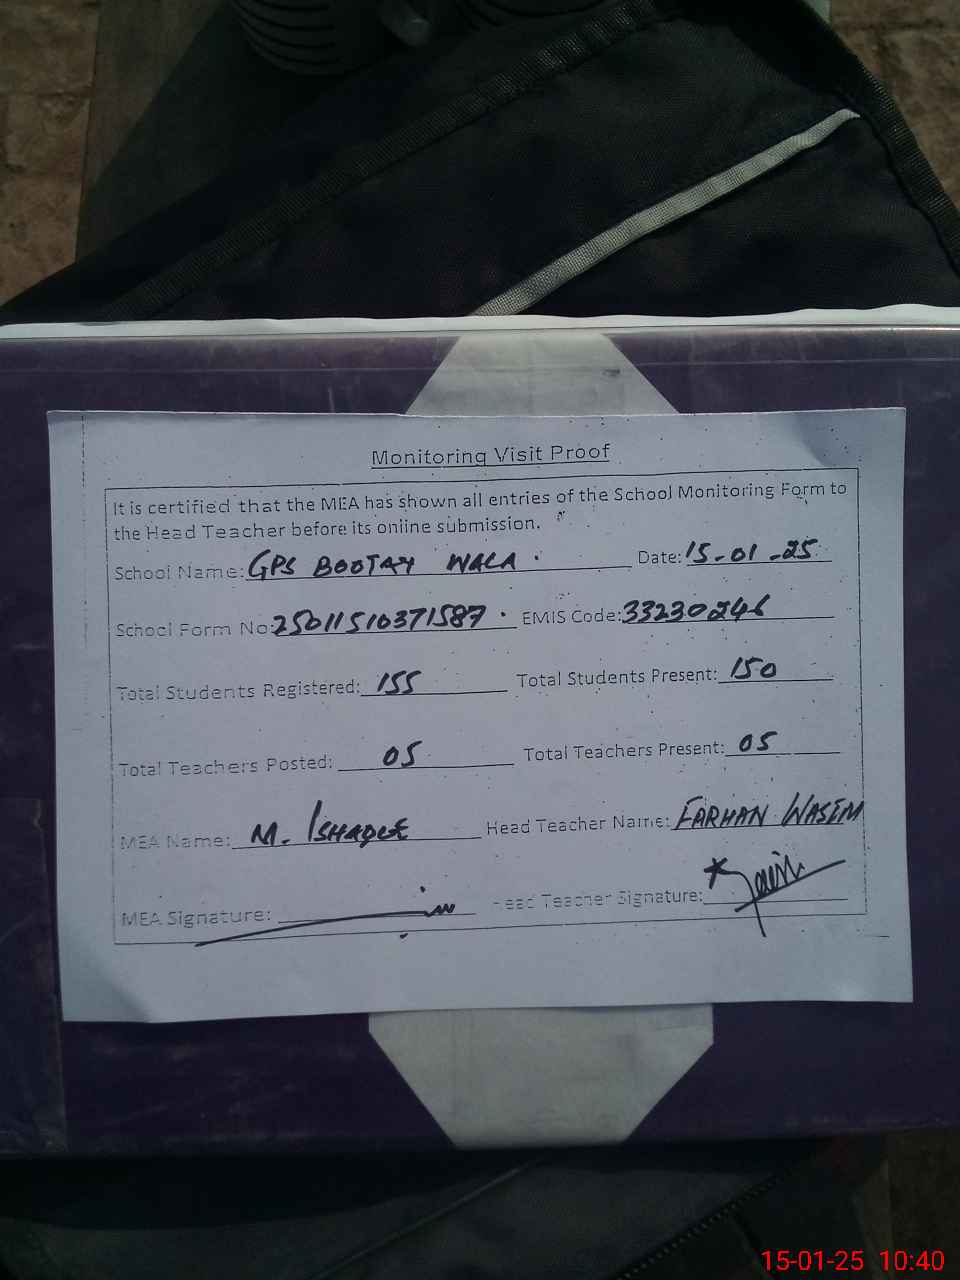 Monitoring Visit Proof
It is certified that the MEA has shown all entries of the School Monitoring Form to
the Head Teacher before its online submission.
School Name: GPS BOOTAY WALA . Date: 15-01-25
School Form No: 25011510371587 . EMIS Code: 33230246
Total Students Registered: 155 Total Students Present: 150
Total Teachers Posted: 05 Total Teachers Present: 05
MEA Name: M. ISHAQUE Head Teacher Name: FARHAN WASEM
MEA Signature: Head Teacher Signature:
15-01-25 10:40